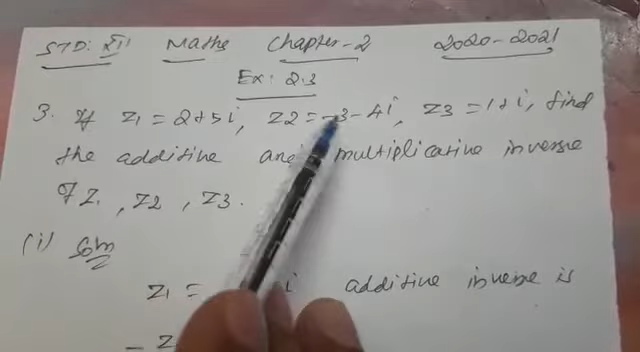 STD: XII Maths Chapter-2 2020-2021
Ex: 2.3
3. If z1 = 2+5i, z2 = -3-4i, z3 = 1+i, find
the additive and multiplicative inverse
of z1, z2, z3.
(i) Soln
z1 = i additive inverse is
- z